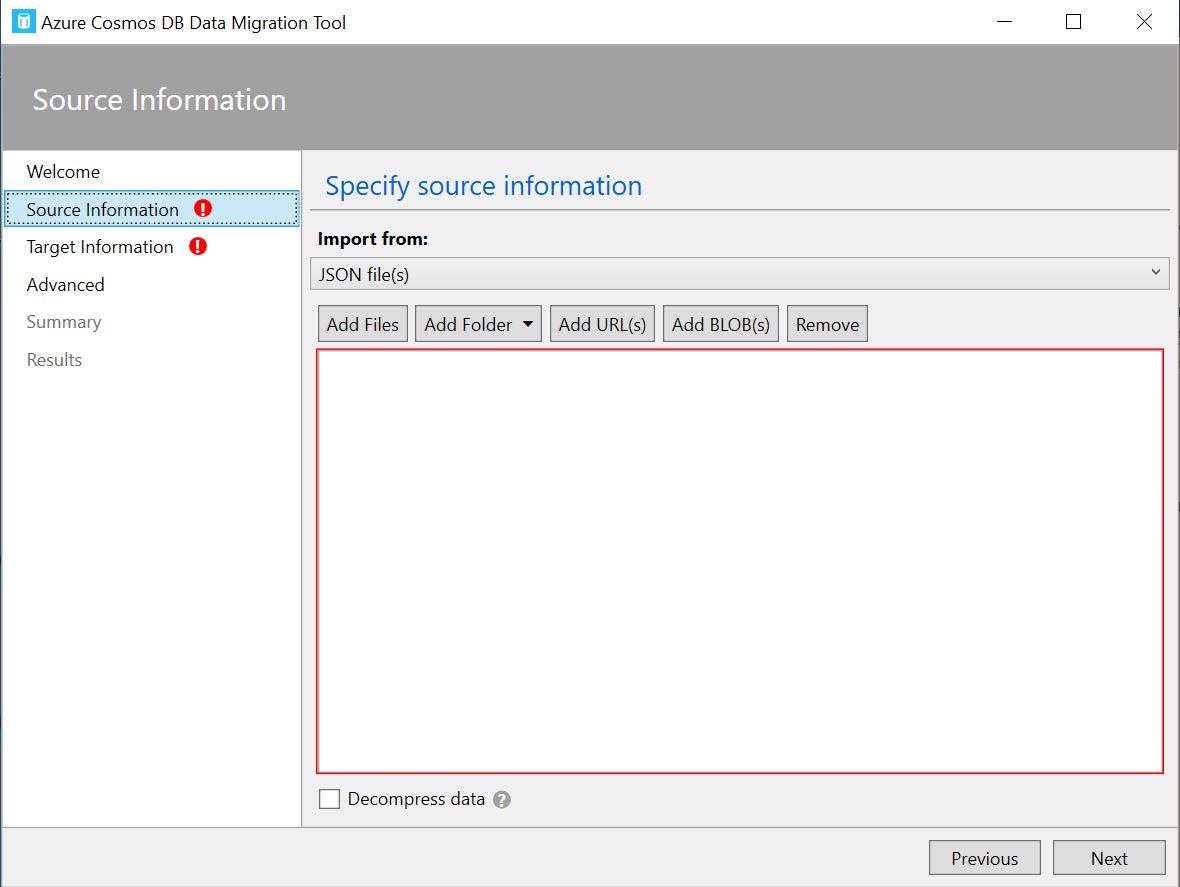 Azure Cosmos DB Data Migration Tool
Source Information
Welcome
Source Information
Target Information
Advanced
Summary
Results
Specify source information
Import from:
JSON file(s)
Add Files Add Folder Add URL(s) Add BLOB(s) Remove
Decompress data ?
Previous Next